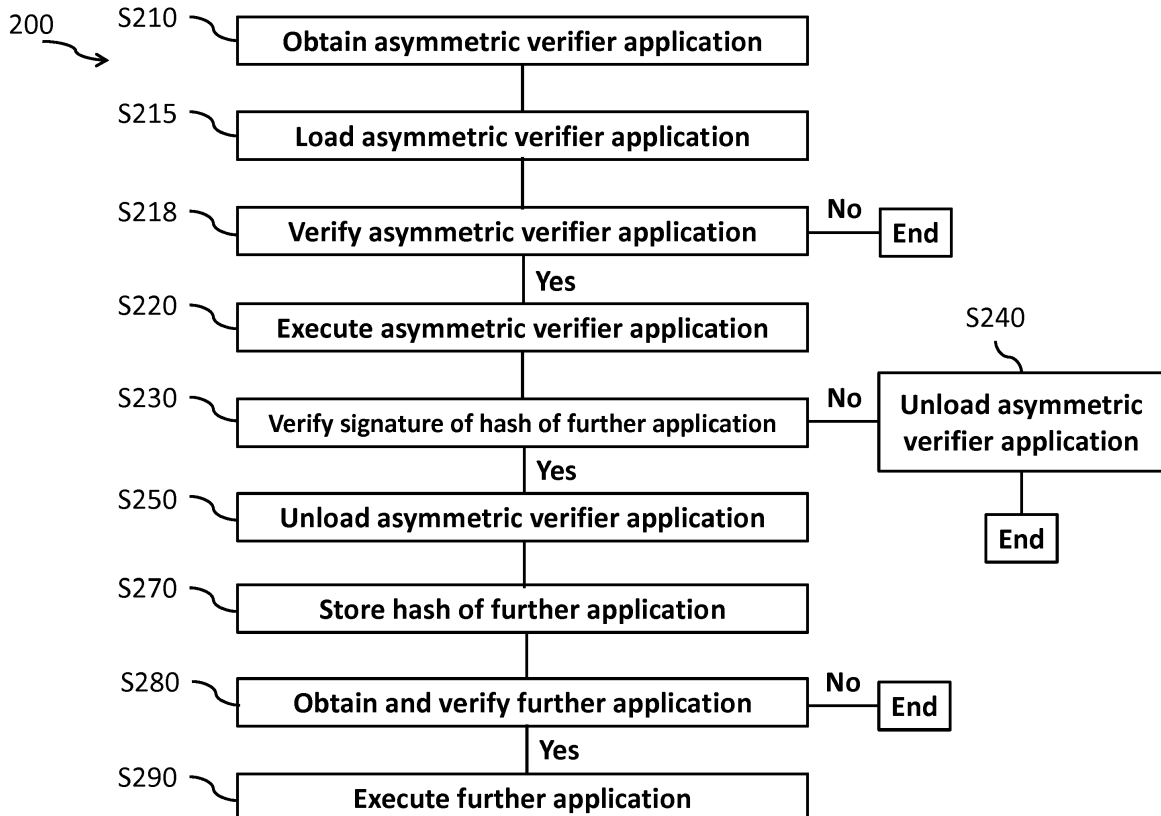 200
S210
Obtain asymmetric verifier application
S215
Load asymmetric verifier application
S218
Verify asymmetric verifier application
No
End
Yes
S220
Execute asymmetric verifier application
S230
Verify signature of hash of further application
No
S240
Unload asymmetric
verifier application
End
Yes
S250
Unload asymmetric verifier application
S270
Store hash of further application
S280
Obtain and verify further application
No
End
Yes
S290
Execute further application